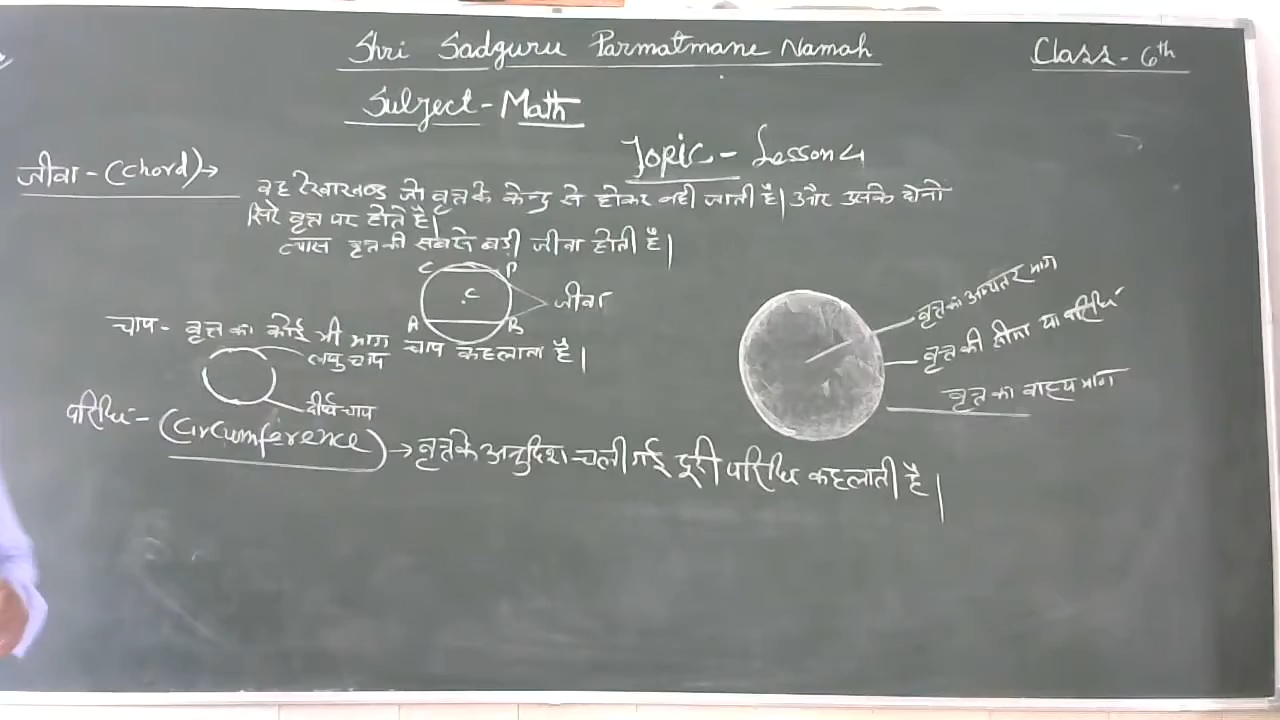 Shri Sadguru Parmatmane Namah
Class - 6th
Subject - Math
Topic - Lesson 4
जीवा - (chord) →
वह रेखाखण्ड जो वृत्त के केन्द्र से होकर नही जाती है। और उसके दोनो
सिरे वृत्त पर होते है।
व्यास वृत की सबसे बड़ी जीवा होती है।
C P
.C
जीवा
A B
चाप - वृत्त का कोई भी भाग चाप कहलाता है।
लघु चाप
दीर्घ चाप
वृत्त का अभ्यंतर भाग
वृत्त की सीमा या परिधि
वृत्त का बाह्य भाग
परिधि - (Circumference) → वृत्त के अनुदिश चली गई दूरी परिधि कहलाती है।